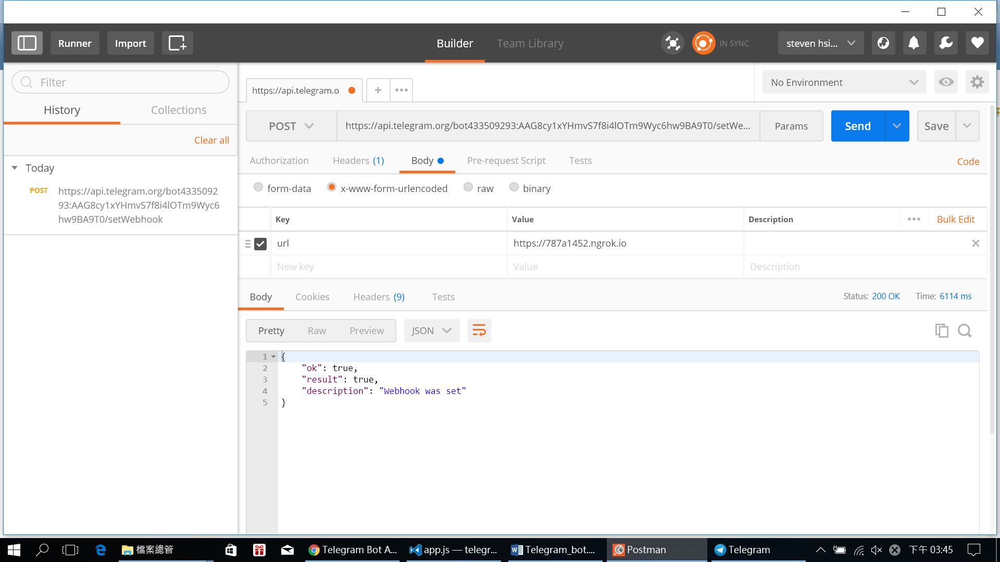 Runner
Import
Builder
Team Library
IN SYNC
steven hsi...
Filter
History
Collections
Clear all
Today
POST
https://api.telegram.org/bot4335092
93:AAG8cy1xYHmvS7f8i4lOTm9Wyc6
hw9BA9T0/setWebhook
https://api.telegram.o
No Environment
POST
https://api.telegram.org/bot433509293:AAG8cy1xYHmvS7f8i4lOTm9Wyc6hw9BA9T0/setWe...
Params
Send
Save
Authorization
Headers (1)
Body
Pre-request Script
Tests
Code
form-data
x-www-form-urlencoded
raw
binary
Key
Value
Description
Bulk Edit
url
https://787a1452.ngrok.io
New key
Value
Description
Body
Cookies
Headers (9)
Tests
Status: 200 OK
Time: 6114 ms
Pretty
Raw
Preview
JSON
1 {
2 "ok": true,
3 "result": true,
4 "description": "Webhook was set"
5 }
檔案總管
Telegram Bot A...
app.js — telegr...
Telegram_bot....
Postman
Telegram
下午 03:45